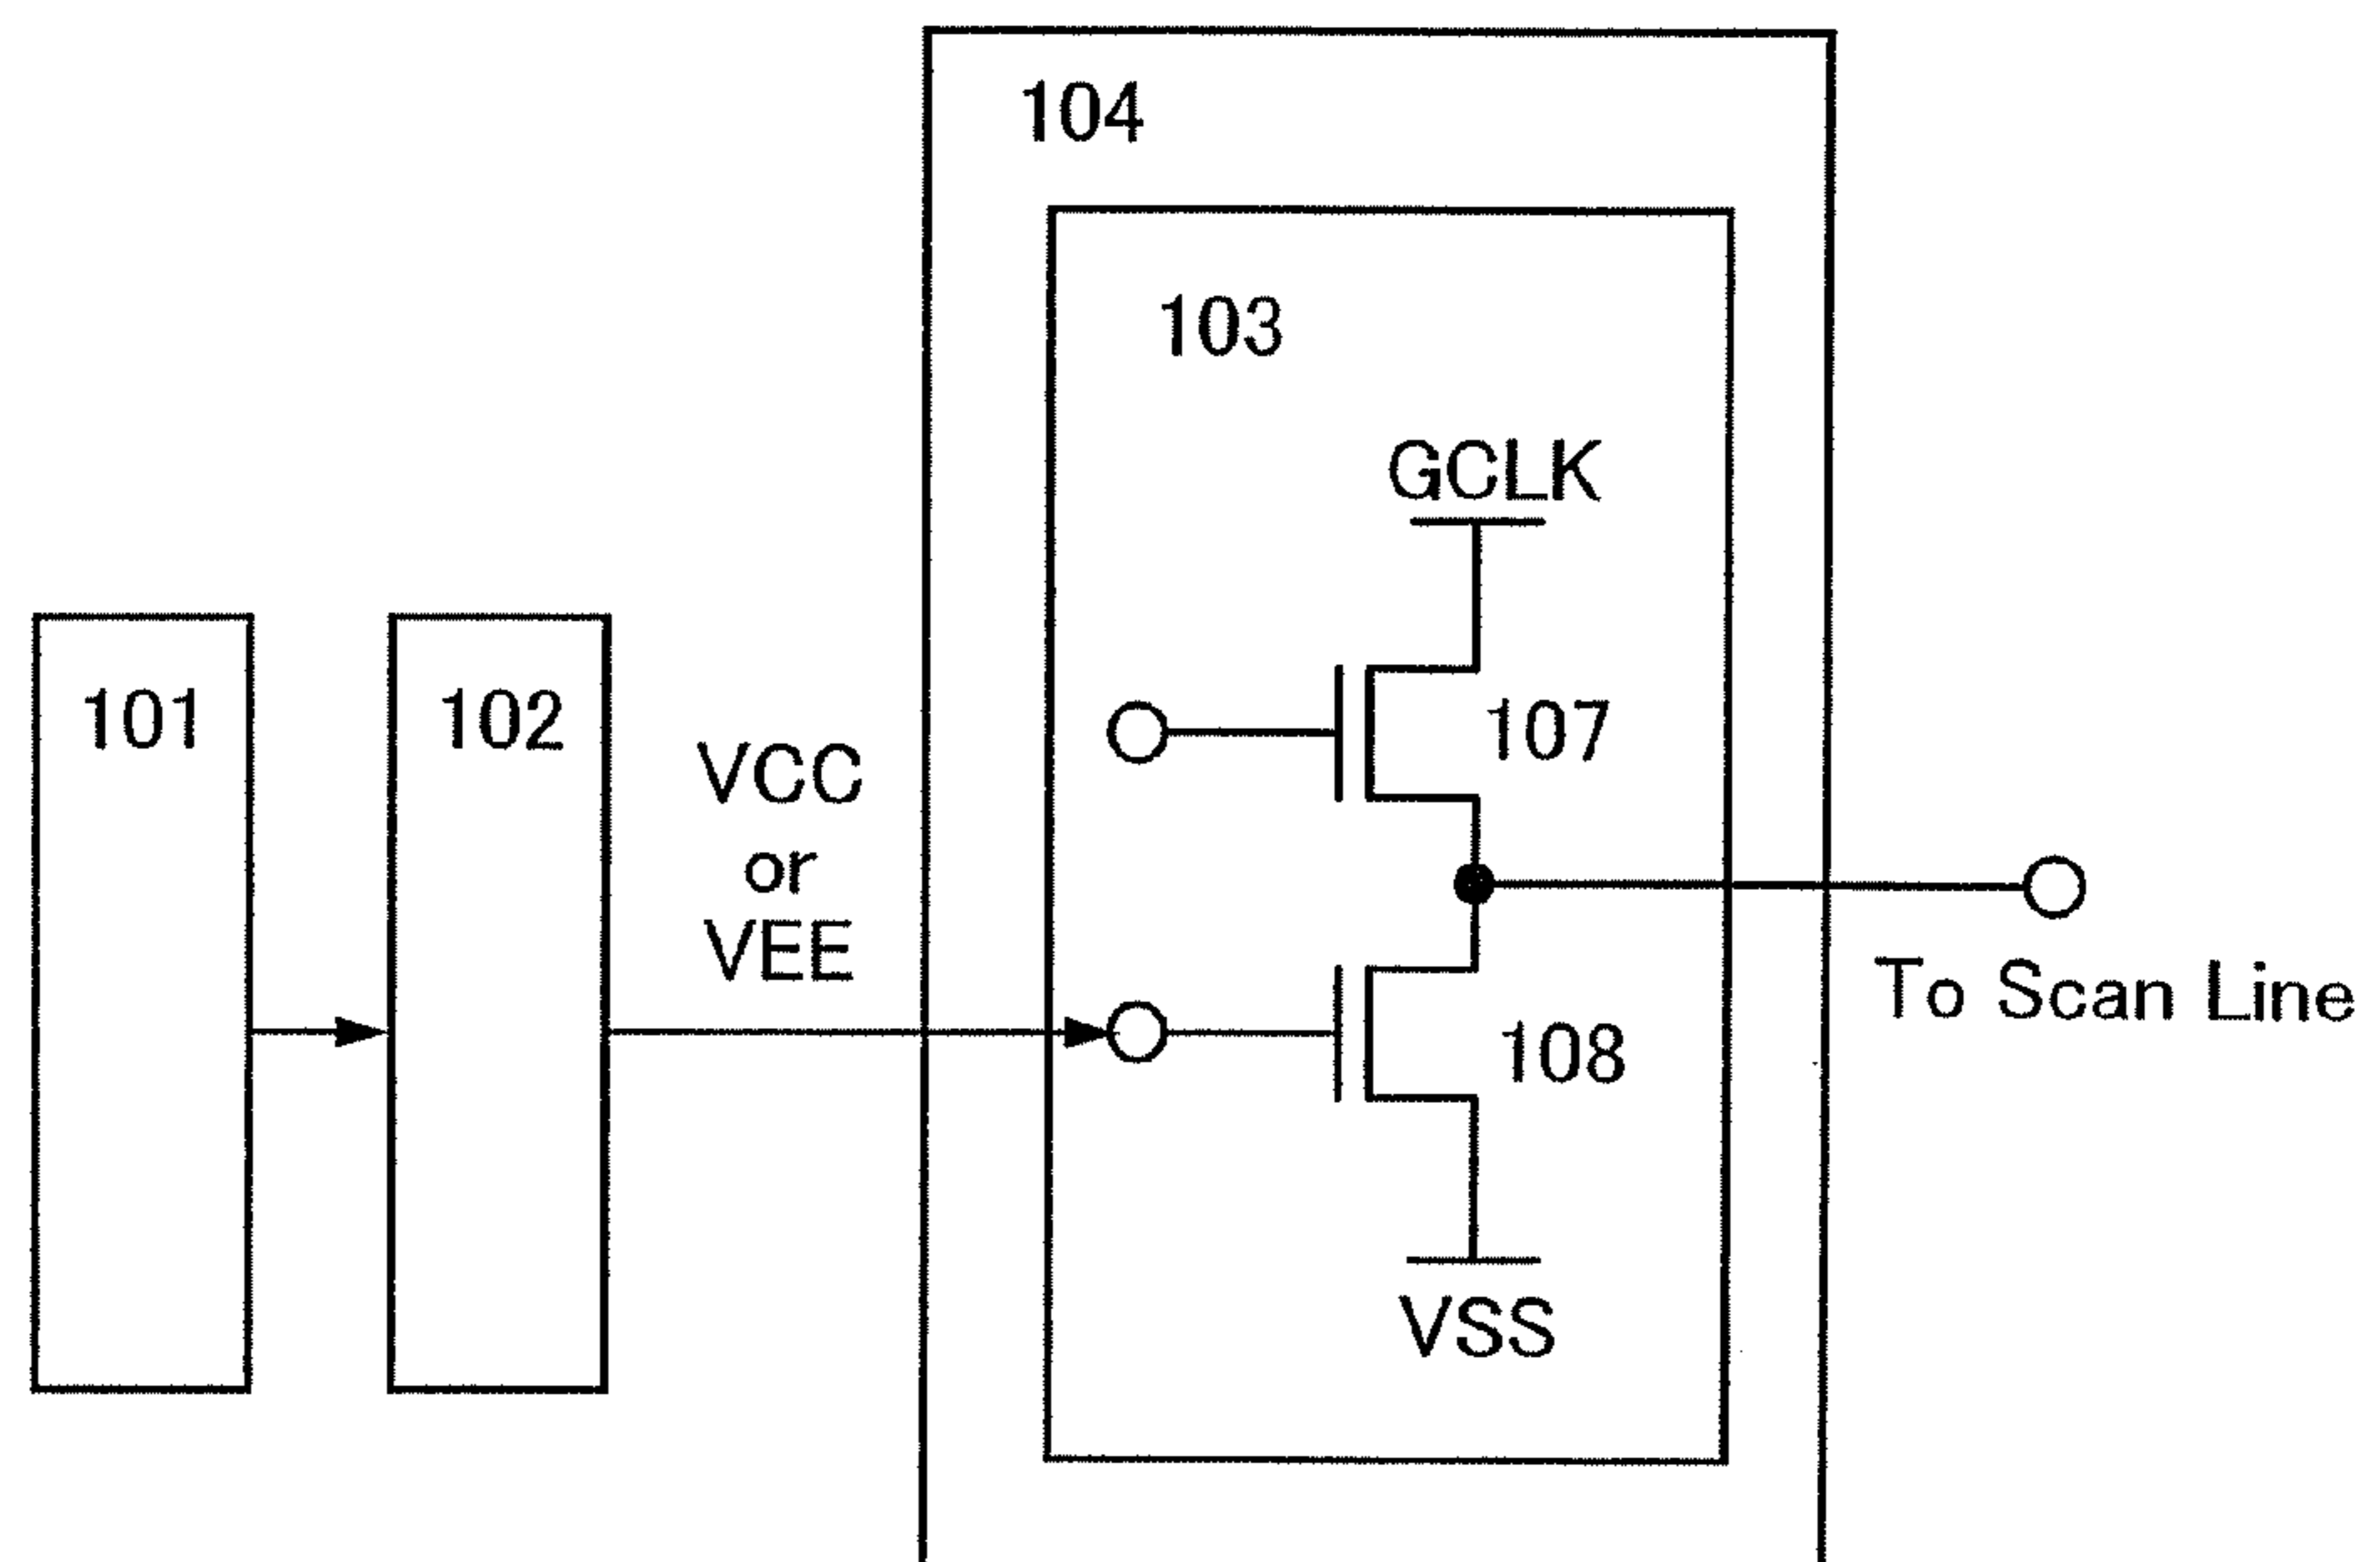 104
103
GCLK
101
102
107
VCC
or
VEE
To Scan Line
108
VSS